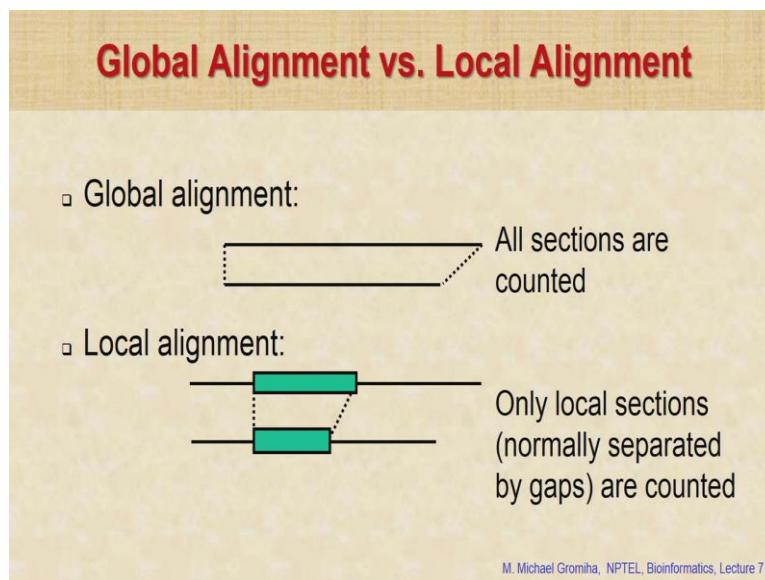 Global Alignment vs. Local Alignment
❑ Global alignment:
All sections are
counted
❑ Local alignment:
Only local sections
(normally separated
by gaps) are counted
M. Michael Gromiha, NPTEL, Bioinformatics, Lecture 7